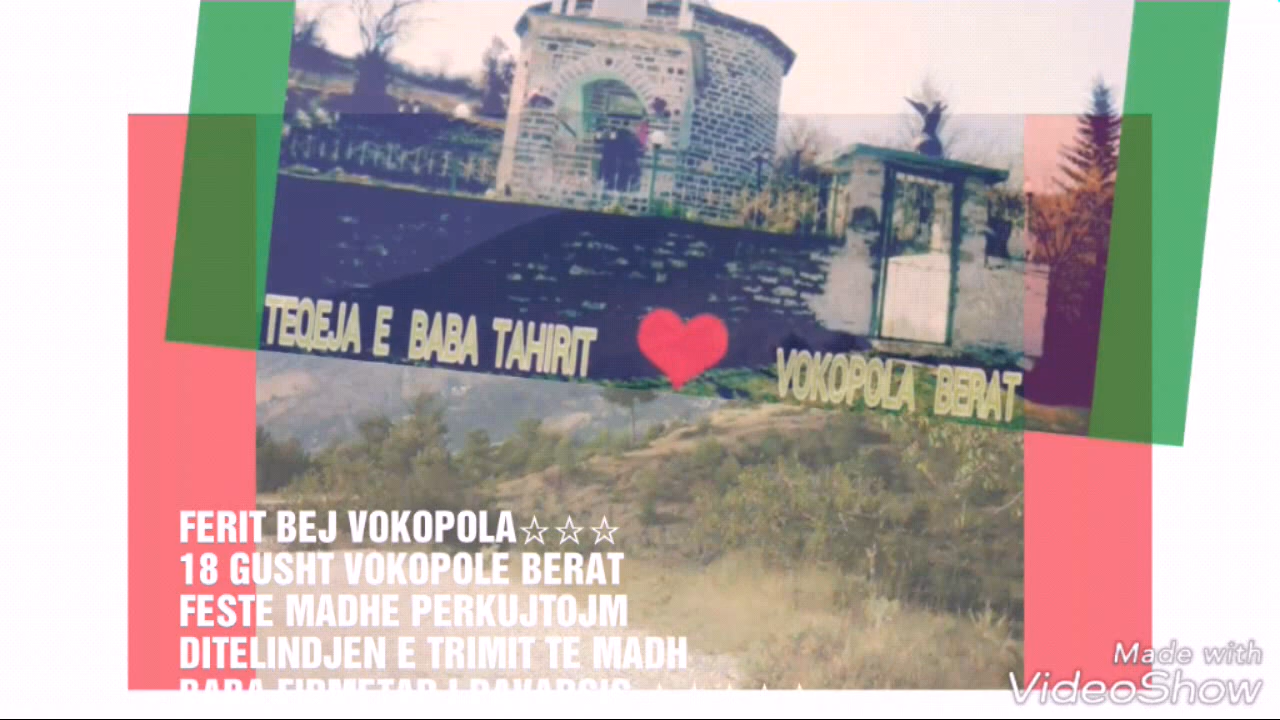 TEQEJA E BABA TAHIRIT
VOKOPOLA BERAT
FERIT BEJ VOKOPOLA☆☆☆
18 GUSHT VOKOPOLE BERAT
FESTE MADHE PERKUJTOJM
DITELINDJEN E TRIMIT TE MADH
BABA
Made with
VideoShow